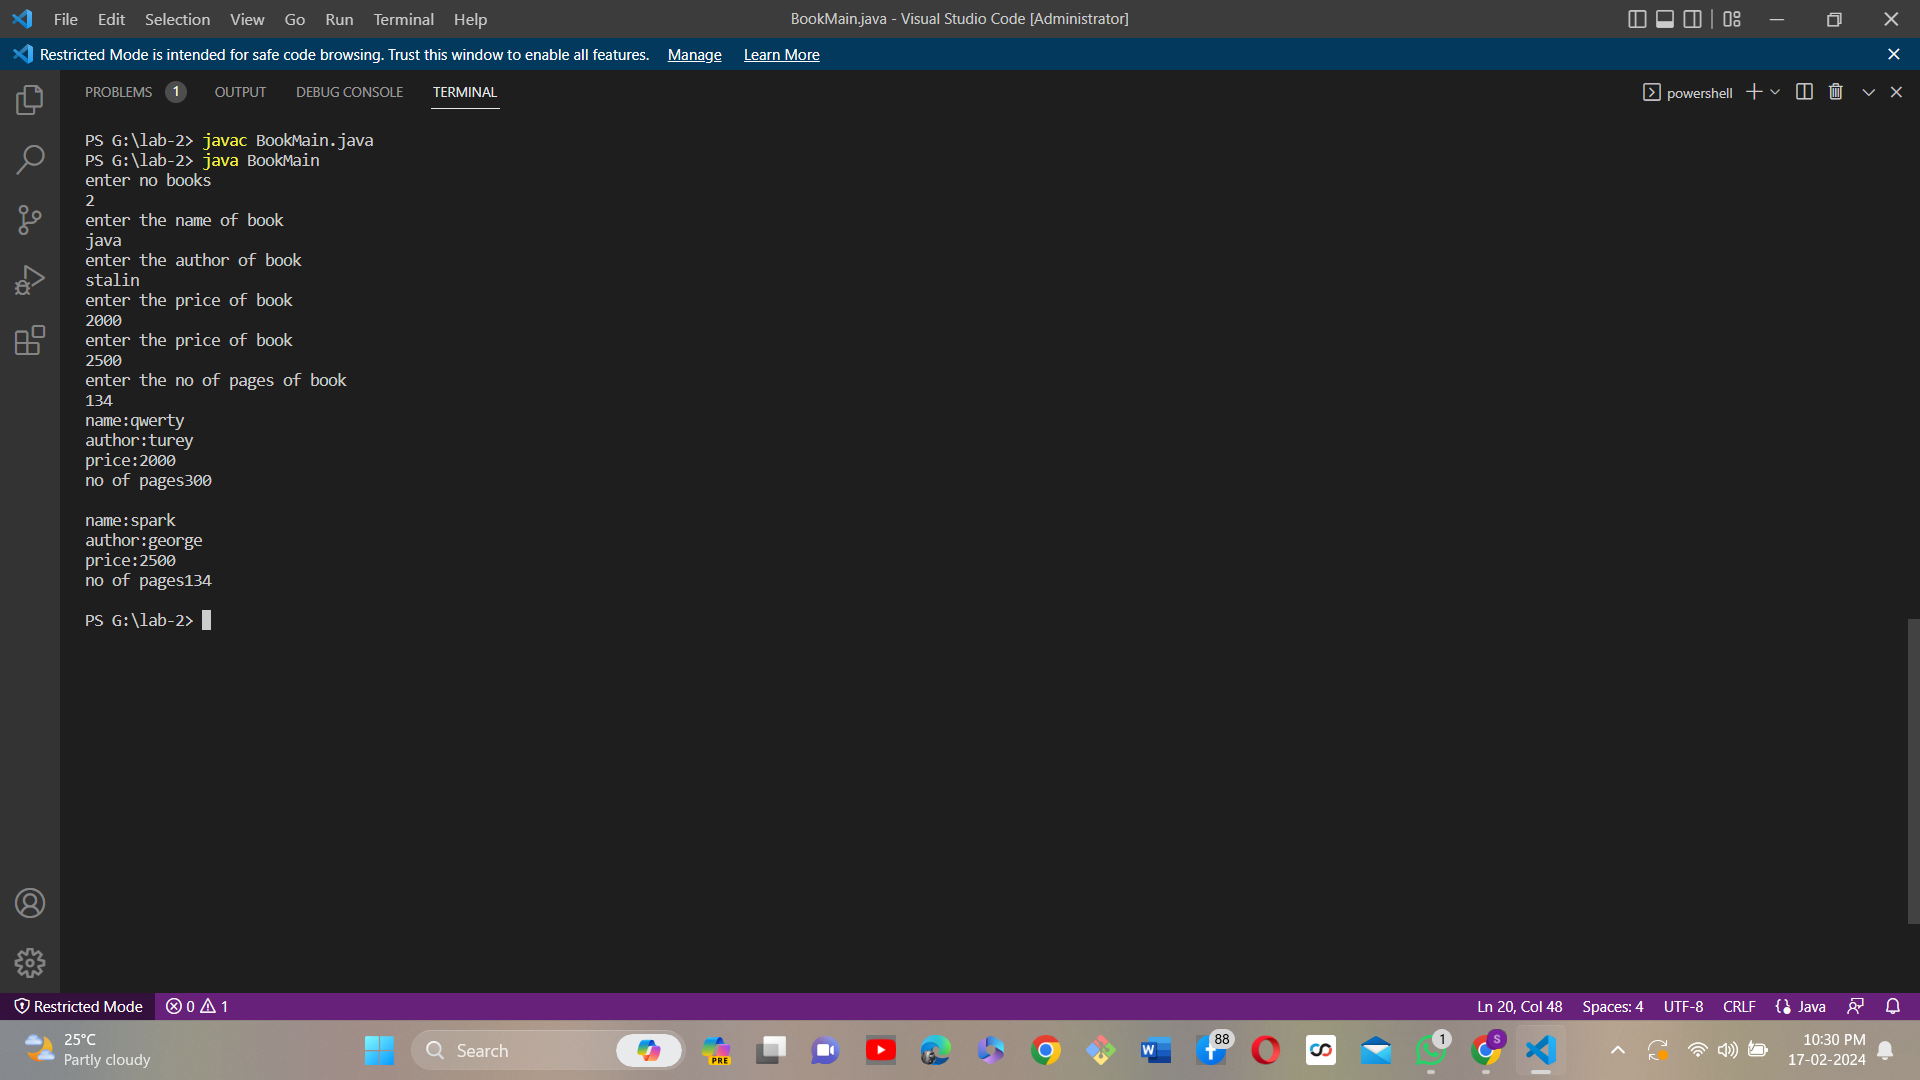 File Edit Selection View Go Run Terminal Help
BookMain.java - Visual Studio Code [Administrator]
Restricted Mode is intended for safe code browsing. Trust this window to enable all features. Manage Learn More
PROBLEMS 1 OUTPUT DEBUG CONSOLE TERMINAL
powershell
PS G:\lab-2> javac BookMain.java
PS G:\lab-2> java BookMain
enter no books
2
enter the name of book
java
enter the author of book
stalin
enter the price of book
2000
enter the price of book
2500
enter the no of pages of book
134
name:qwerty
author:turey
price:2000
no of pages300
name:spark
author:george
price:2500
no of pages134
PS G:\lab-2>
Restricted Mode 0 1
Ln 20, Col 48 Spaces: 4 UTF-8 CRLF Java
25°C
Partly cloudy
Search
PRE
W
88
1
S
10:30 PM
17-02-2024